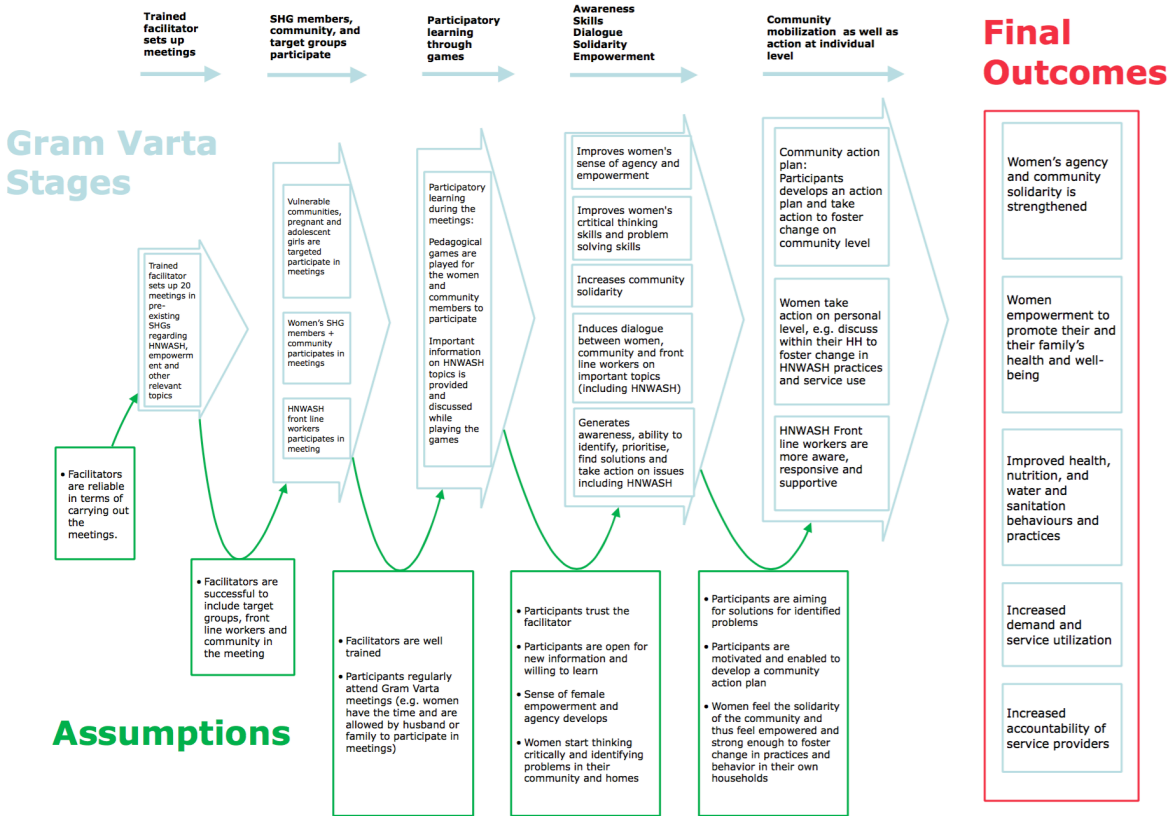 Trained
facilitator
sets up
meetings
SHG members,
community, and
target groups
participate
Participatory
learning
through
games
Awareness
Skills
Dialogue
Solidarity
Empowerment
Community
mobilization as well as
action at individual
level
Final
Outcomes
Gram Varta
Stages
Trained
facilitator
sets up 20
meetings in
pre-
existing
SHGs
regarding
HNWASH,
empowerm
ent and
other
relevant
topics
Vulnerable
communities,
pregnant and
adolescent
girls are
targeted
participate in
meetings
Women's SHG
members +
community
participates in
meetings
HNWASH
front line
workers
participates in
meeting
Participatory
learning
during the
meetings:
Pedagogical
games are
played for
the women
and
community
members to
participate
Important
information
on HNWASH
topics is
provided
and
discussed
while
playing the
games
Improves women's
sense of agency and
empowerment
Improves women's
crtitical thinking
skills and problem
solving skills
Increases community
solidarity
Induces dialogue
between women,
community and front
line workers on
important topics
(including HNWASH)
Generates
awareness, ability to
identify, prioritise,
find solutions and
take action on issues
including HNWASH
Community action
plan:
Participants
develops an action
plan and take
action to foster
change on
community level
Women take
action on personal
level, e.g. discuss
within their HH to
foster change in
HNWASH practices
and service use
HNWASH Front
line workers are
more aware,
responsive and
supportive
Women's agency
and community
solidarity is
strengthened
Women
empowerment to
promote their and
their family's
health and well-
being
Improved health,
nutrition, and
water and
sanitation
behaviours and
practices
Increased
demand and
service utilization
Increased
accountability of
service providers
• Facilitators
are reliable
in terms of
carrying out
the
meetings.
• Facilitators are
successful to
include target
groups, front
line workers and
community in
the meeting
• Facilitators are well
trained
• Participants regularly
attend Gram Varta
meetings (e.g. women
have the time and are
allowed by husband or
family to participate in
meetings)
• Participants trust the
facilitator
• Participants are open for
new information and
willing to learn
• Sense of female
empowerment and
agency develops
• Women start thinking
critically and identifying
problems in their
community and homes
• Participants are aiming
for solutions for identified
problems
• Participants are
motivated and enabled to
develop a community
action plan
• Women feel the solidarity
of the community and
thus feel empowered and
strong enough to foster
change in practices and
behavior in their own
households
Assumptions